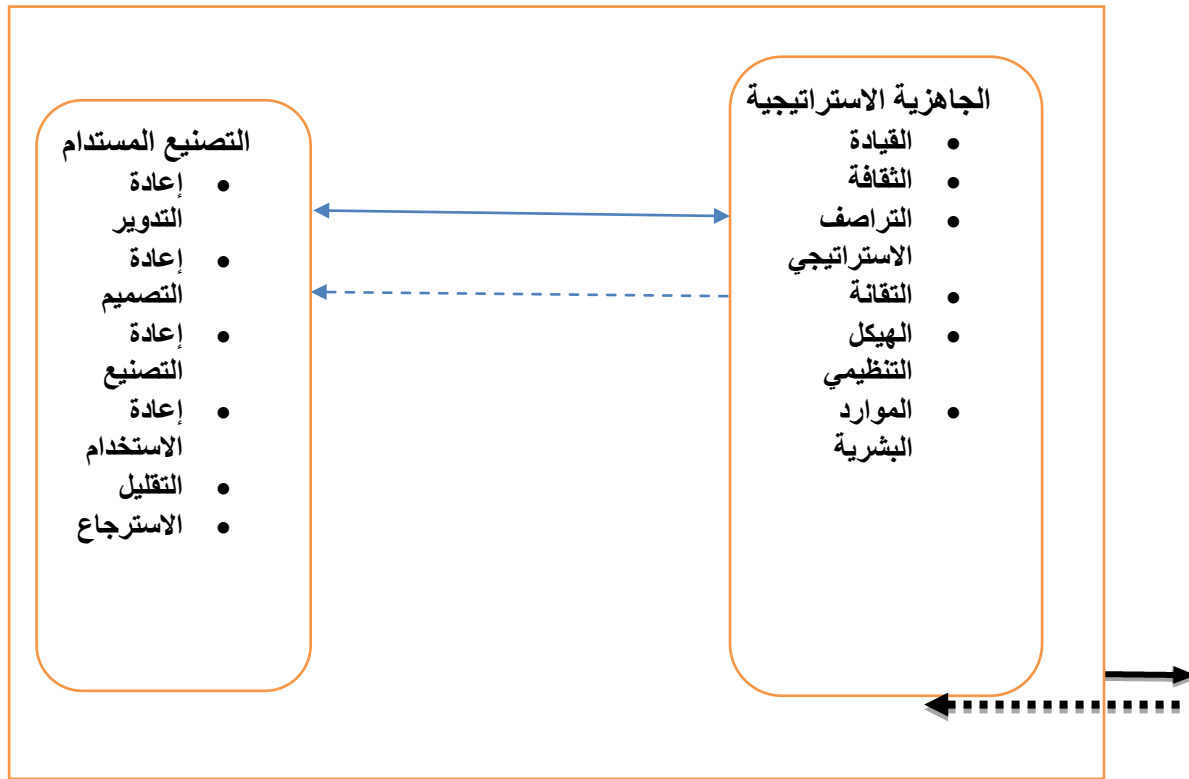 الجاهزية الاستراتيجية
• القيادة
• الثقافة
• التراصف
الاستراتيجي
• التقانة
• الهيكل
التنظيمي
• الموارد
البشرية
التصنيع المستدام
• إعادة
التدوير
• إعادة
التصميم
• إعادة
التصنيع
• إعادة
الاستخدام
• التقليل
• الاسترجاع